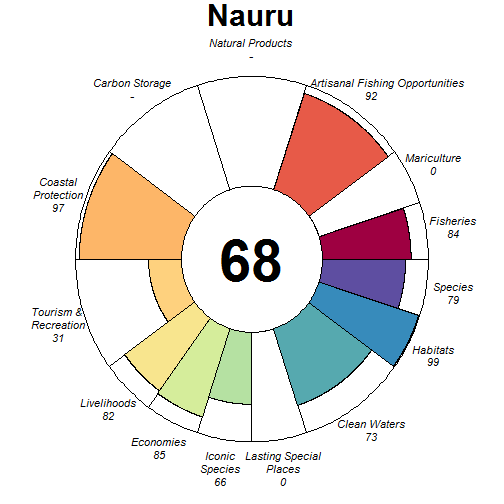 Nauru
Natural Products
-
Carbon Storage
-
Artisanal Fishing Opportunities
92
Mariculture
0
Coastal
Protection
97
Fisheries
84
68
Species
79
Tourism &
Recreation
31
Habitats
99
Livelihoods
82
Clean Waters
73
Economies
85
Iconic
Species
66
Lasting Special
Places
0